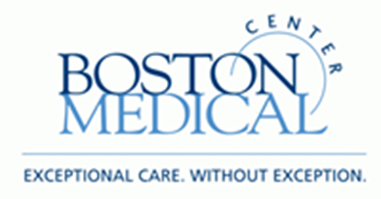 BOSTON
MEDICAL
CENTER
EXCEPTIONAL CARE. WITHOUT EXCEPTION.